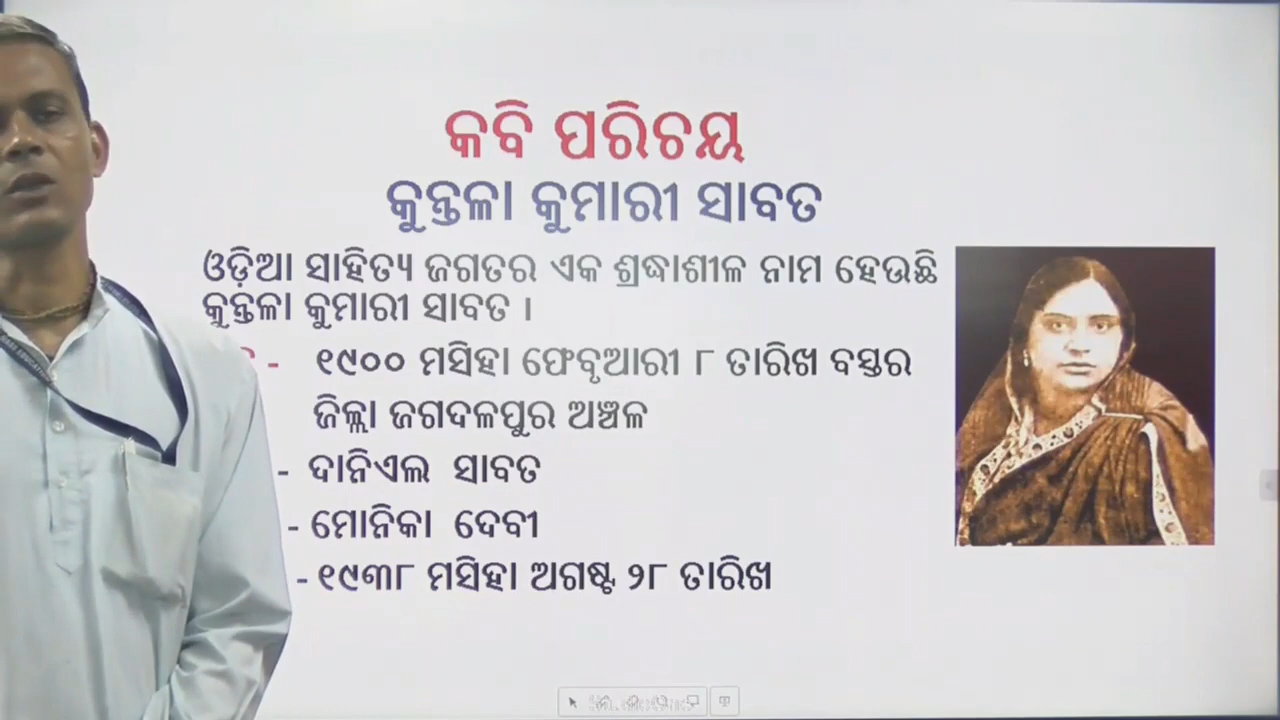 କବି ପରିଚୟ
କୁନ୍ତଳା କୁମାରୀ ସାବତ
ଓଡ଼ିଆ ସାହିତ୍ୟ ଜଗତର ଏକ ଶ୍ରଦ୍ଧାଶୀଳ ନାମ ହେଉଛି
କୁନ୍ତଳା କୁମାରୀ ସାବତ ।
- ୧୯୦୦ ମସିହା ଫେବୃଆରୀ ୮ ତାରିଖ ବସ୍ତର
ଜିଲ୍ଲା ଜଗଦଳପୁର ଅଞ୍ଚଳ
- ଦାନିଏଲ ସାବତ
- ମୋନିକା ଦେବୀ
- ୧୯୩୮ ମସିହା ଅଗଷ୍ଟ ୨୮ ତାରିଖ